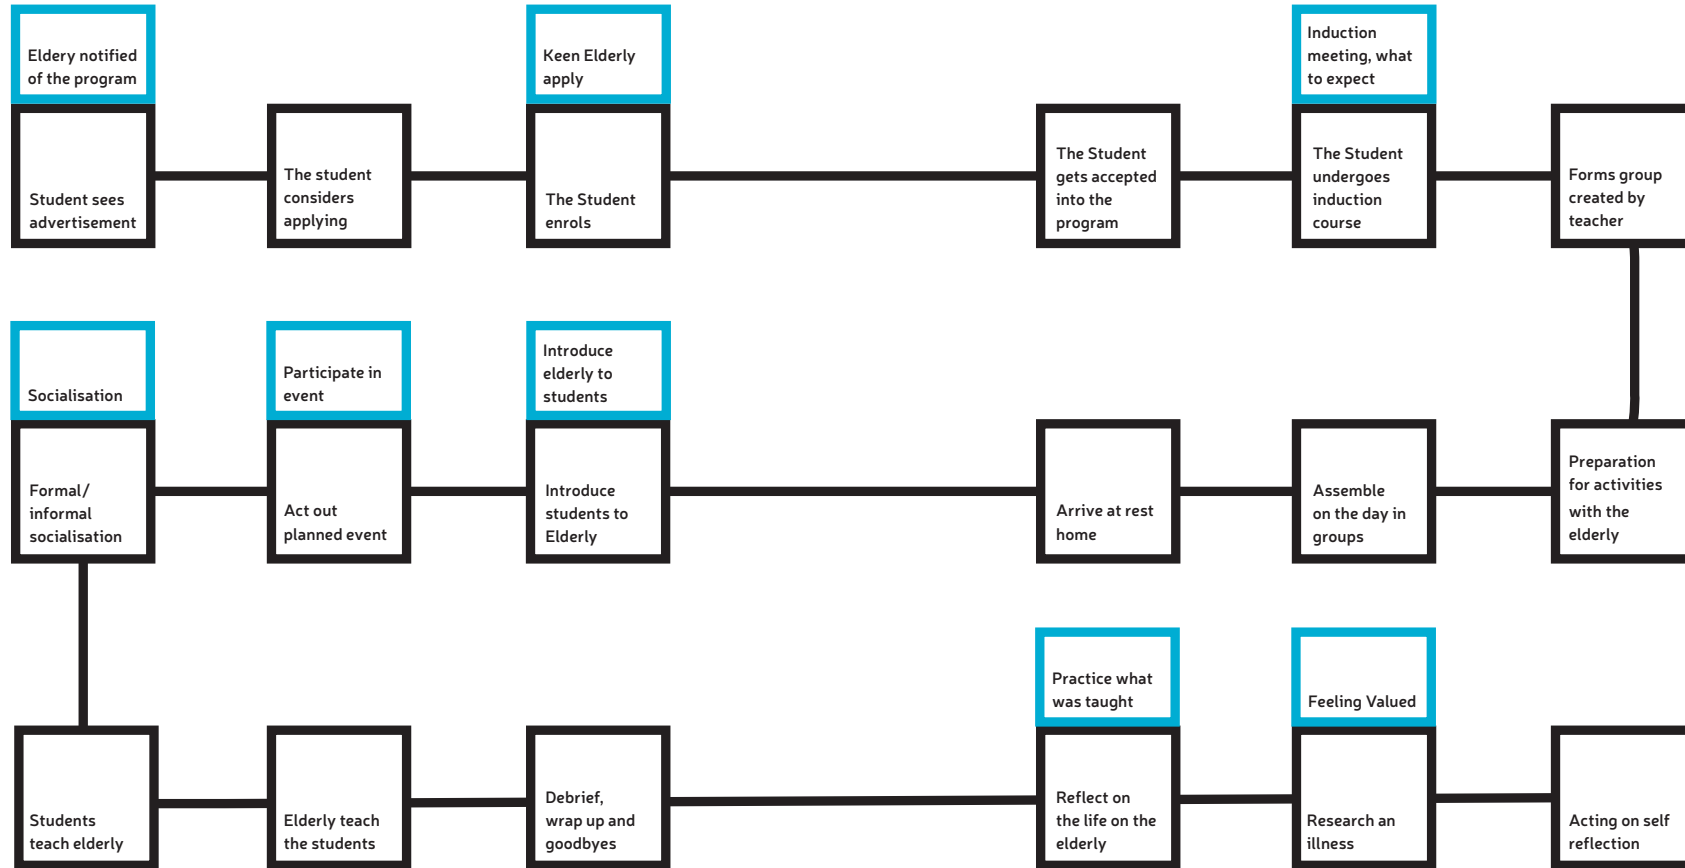 Eldery notified
of the program
Keen Elderly
apply
Induction
meeting, what
to expect
Student sees
advertisement
The student
considers
applying
The Student
enrols
The Student
gets accepted
into the
program
The Student
undergoes
induction
course
Forms group
created by
teacher
Socialisation
Participate in
event
Introduce
elderly to
students
Formal/
informal
socialisation
Act out
planned event
Introduce
students to
Elderly
Arrive at rest
home
Assemble
on the day in
groups
Preparation
for activities
with the
elderly
Practice what
was taught
Feeling Valued
Students
teach elderly
Elderly teach
the students
Debrief,
wrap up and
goodbyes
Reflect on
the life on the
elderly
Research an
illness
Acting on self
reflection